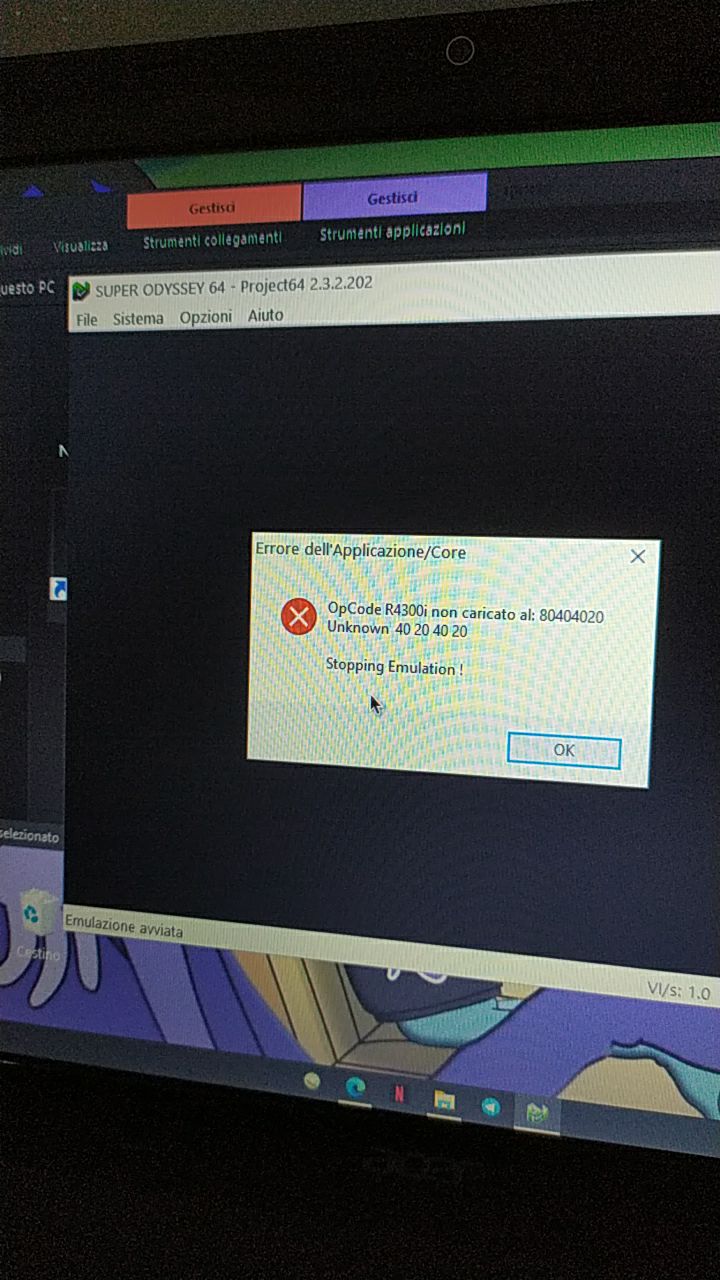 Gestisci
Gestisci
Visualizza
Strumenti collegamenti
Strumenti applicazioni
uesto PC
SUPER ODYSSEY 64 - Project64 2.3.2.202
File Sistema Opzioni Aiuto
N
Errore dell'Applicazione/Core
OpCode R4300i non caricato al: 80404020
Unknown 40 20 40 20
Stopping Emulation !
OK
selezionato
Emulazione avviata
Cestino
VI/s: 1.0
N